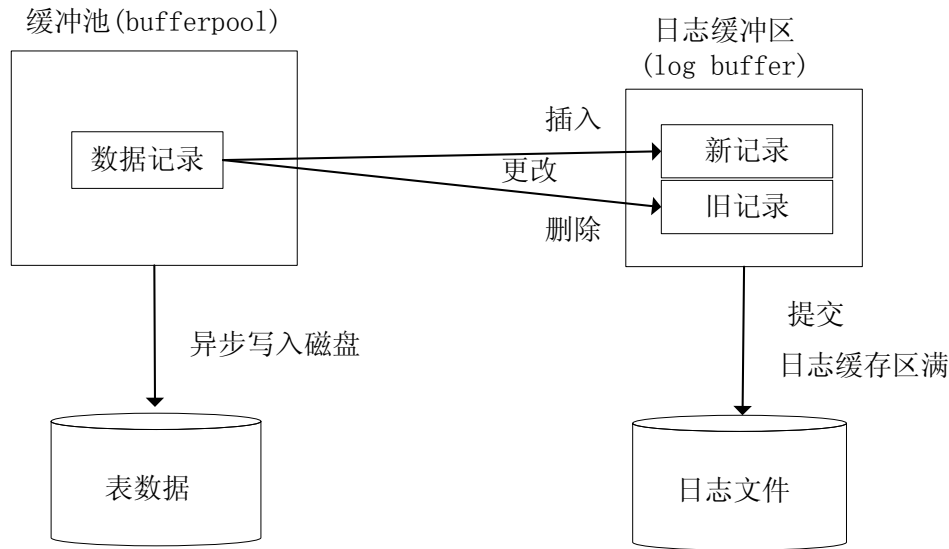 缓冲池(bufferpool)
日志缓冲区
(log buffer)
数据记录
插入
更改
删除
新记录
旧记录
异步写入磁盘
提交
日志缓存区满
表数据
日志文件